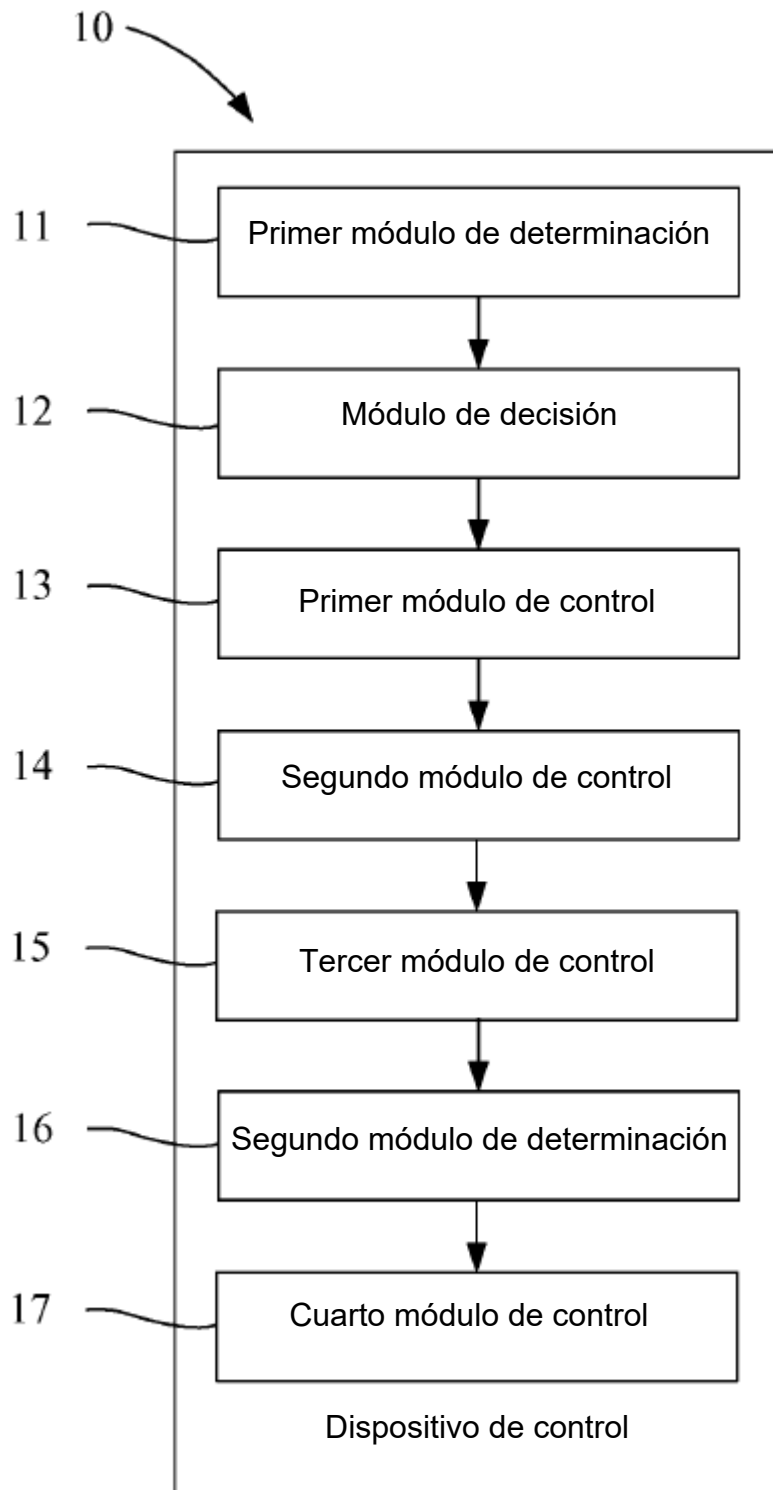 10
11
Primer módulo de determinación
12
Módulo de decisión
13
Primer módulo de control
14
Segundo módulo de control
15
Tercer módulo de control
16
Segundo módulo de determinación
17
Cuarto módulo de control
Dispositivo de control